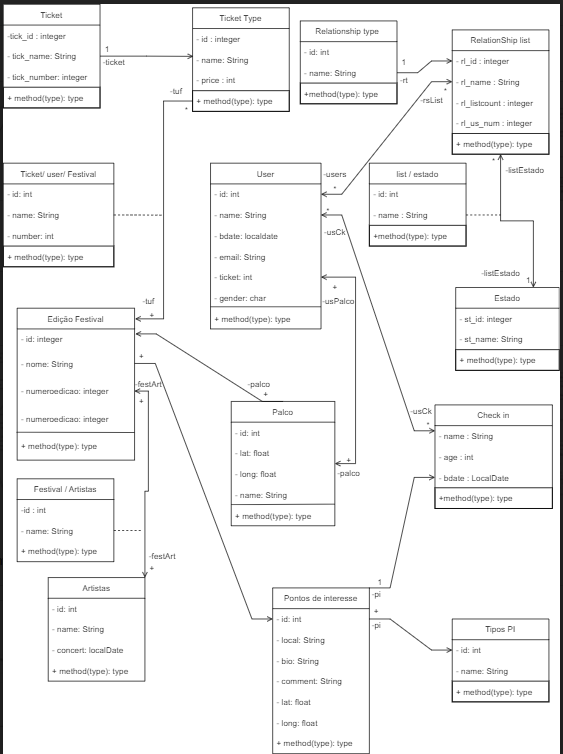 Ticket
-tick_id : integer
- tick_name: String
- tick_number: integer
+ method(type): type
1
-ticket
Ticket Type
- id : integer
- name: String
- price : int
+ method(type): type
-tuf
*
Relationship type
- id: int
- name: String
+method(type): type
1
-rt
RelationShip list
- rl_id : integer
- rl_name : String
- rl_listcount : integer
- rl_us_num : integer
+ method(type): type
*
-rsList
*
-listEstado
Ticket/ user/ Festival
- id: int
- name: String
- number: int
+ method(type): type
User
- id: int
- name: String
- bdate: localdate
- email: String
- ticket: int
- gender: char
+ method(type): type
-users
*
*
-usCk
+
-usPalco
list / estado
- id: int
- name : String
+method(type): type
-listEstado
1
Estado
- st_id: integer
- st_name: String
+ method(type): type
-tuf
+
Edição Festival
- id: integer
- nome: String
- numeroedicao: integer
- numeroedicao: integer
+ method(type): type
+
-festArt
+
-palco
+
Palco
- id: int
- lat: float
- long: float
- name: String
+ method(type): type
+
-palco
-usCk
*
Check in
- name : String
- age : int
- bdate : LocalDate
+method(type): type
Festival / Artistas
-id : int
- name: String
+ method(type): type
-festArt
+
Artistas
- id: int
- name: String
- concert: localDate
+ method(type): type
Pontos de interesse
- id: int
- local: String
- bio: String
- comment: String
- lat: float
- long: float
+ method(type): type
1
-pi
+
-pi
Tipos PI
- id: int
- name: String
+ method(type): type